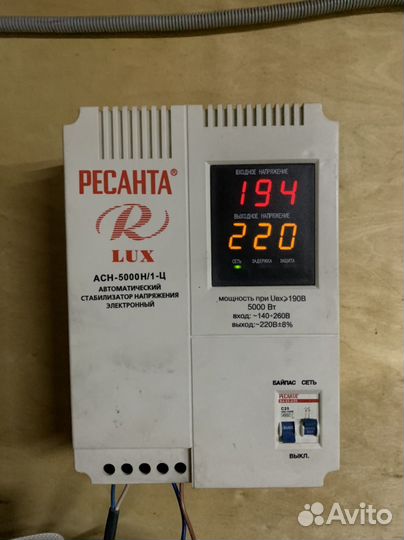 РЕСАНТА®
R
LUX
АСН-5000Н/1-Ц
АВТОМАТИЧЕСКИЙ
СТАБИЛИЗАТОР НАПРЯЖЕНИЯ
ЭЛЕКТРОННЫЙ
ВХОДНОЕ НАПРЯЖЕНИЕ
194
ВЫХОДНОЕ НАПРЯЖЕНИЕ
220
СЕТЬ ЗАДЕРЖКА ЗАЩИТА
мощность при Uвх≥190В
5000 Вт
вход: ~140-260В
выход: ~220В±8%
БАЙПАС СЕТЬ
РЕСАНТА
C25
ВЫКЛ.
Avito